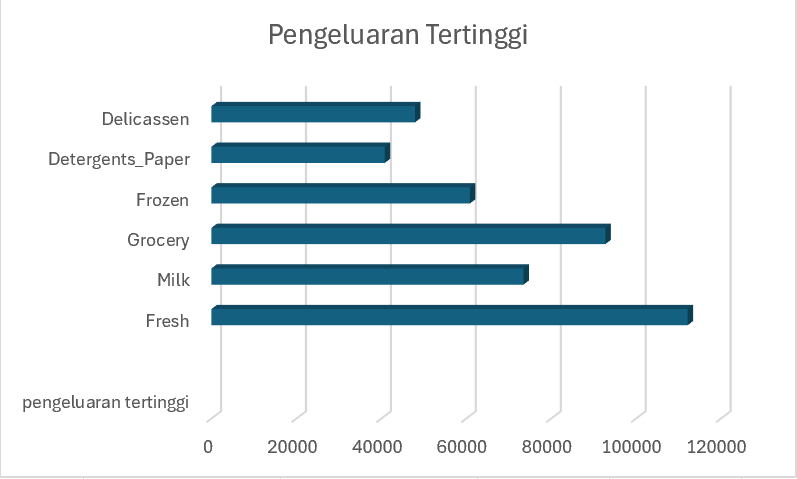 Pengeluaran Tertinggi
Delicassen
Detergents_Paper
Frozen
Grocery
Milk
Fresh
pengeluaran tertinggi
0 20000 40000 60000 80000 100000 120000